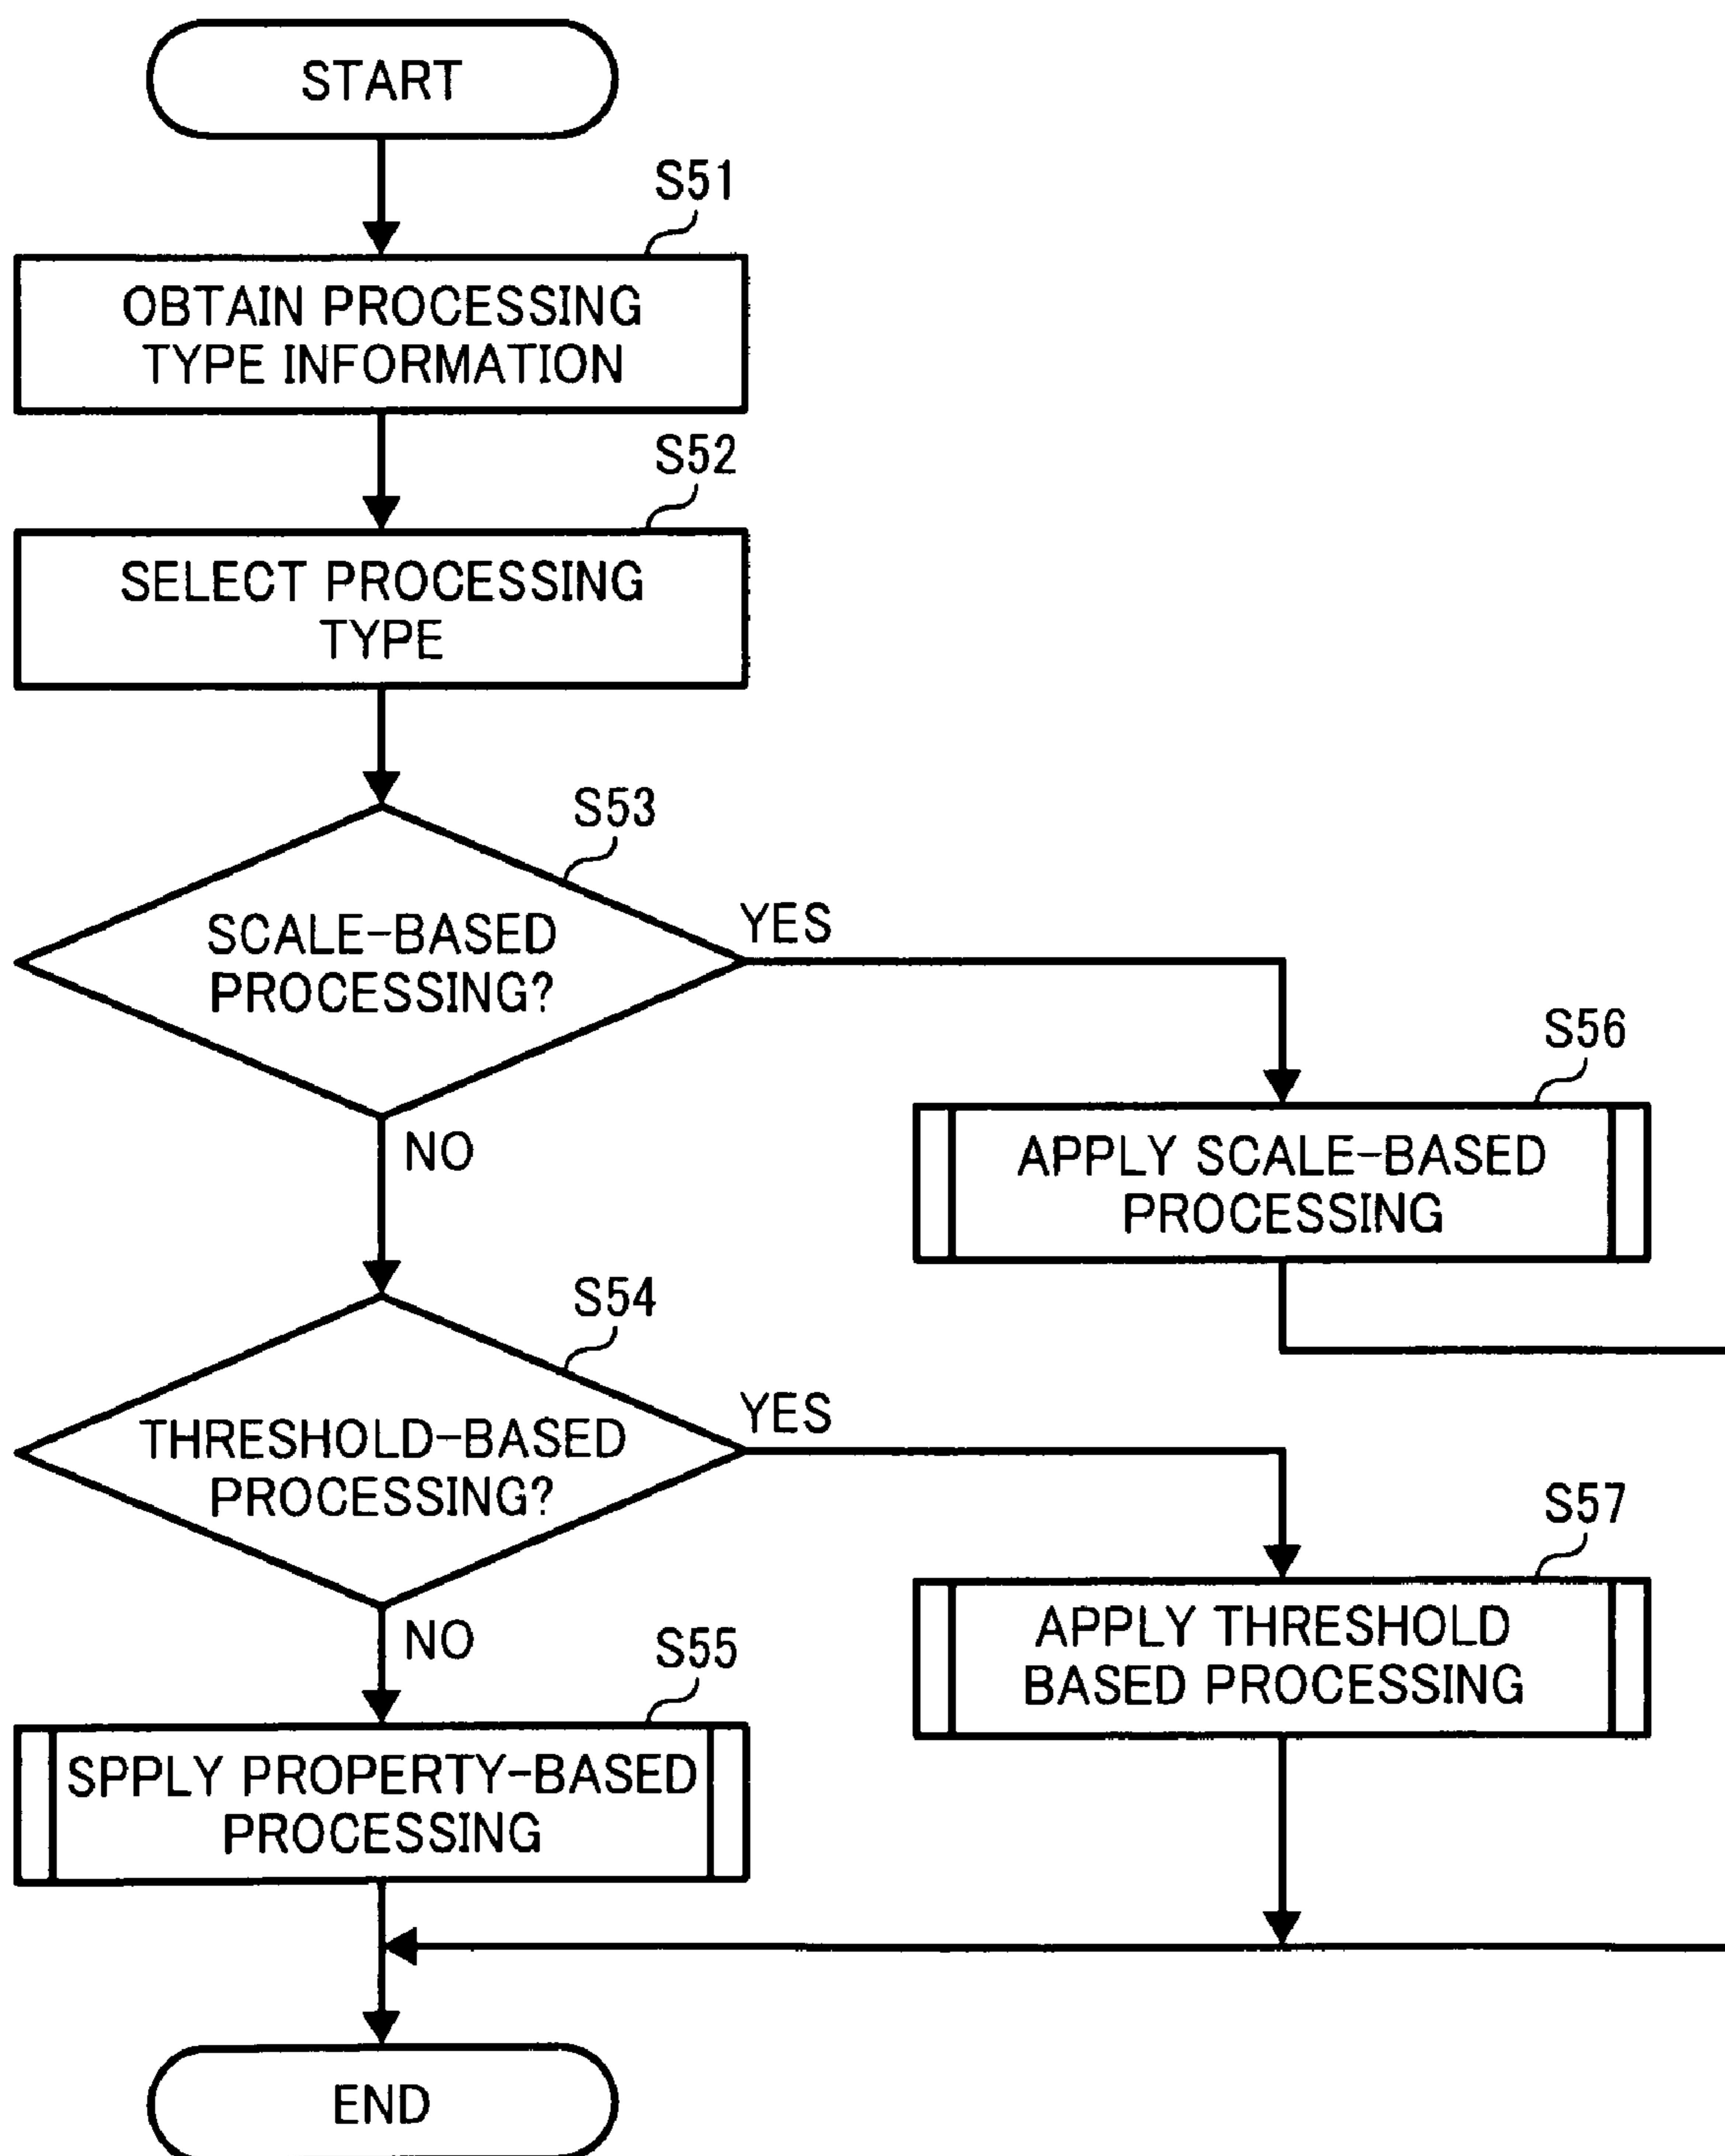 START
S51
OBTAIN PROCESSING
TYPE INFORMATION
S52
SELECT PROCESSING
TYPE
S53
SCALE-BASED
PROCESSING?
YES
NO
S56
APPLY SCALE-BASED
PROCESSING
S54
THRESHOLD-BASED
PROCESSING?
YES
NO
S57
APPLY THRESHOLD
BASED PROCESSING
S55
SPPLY PROPERTY-BASED
PROCESSING
END